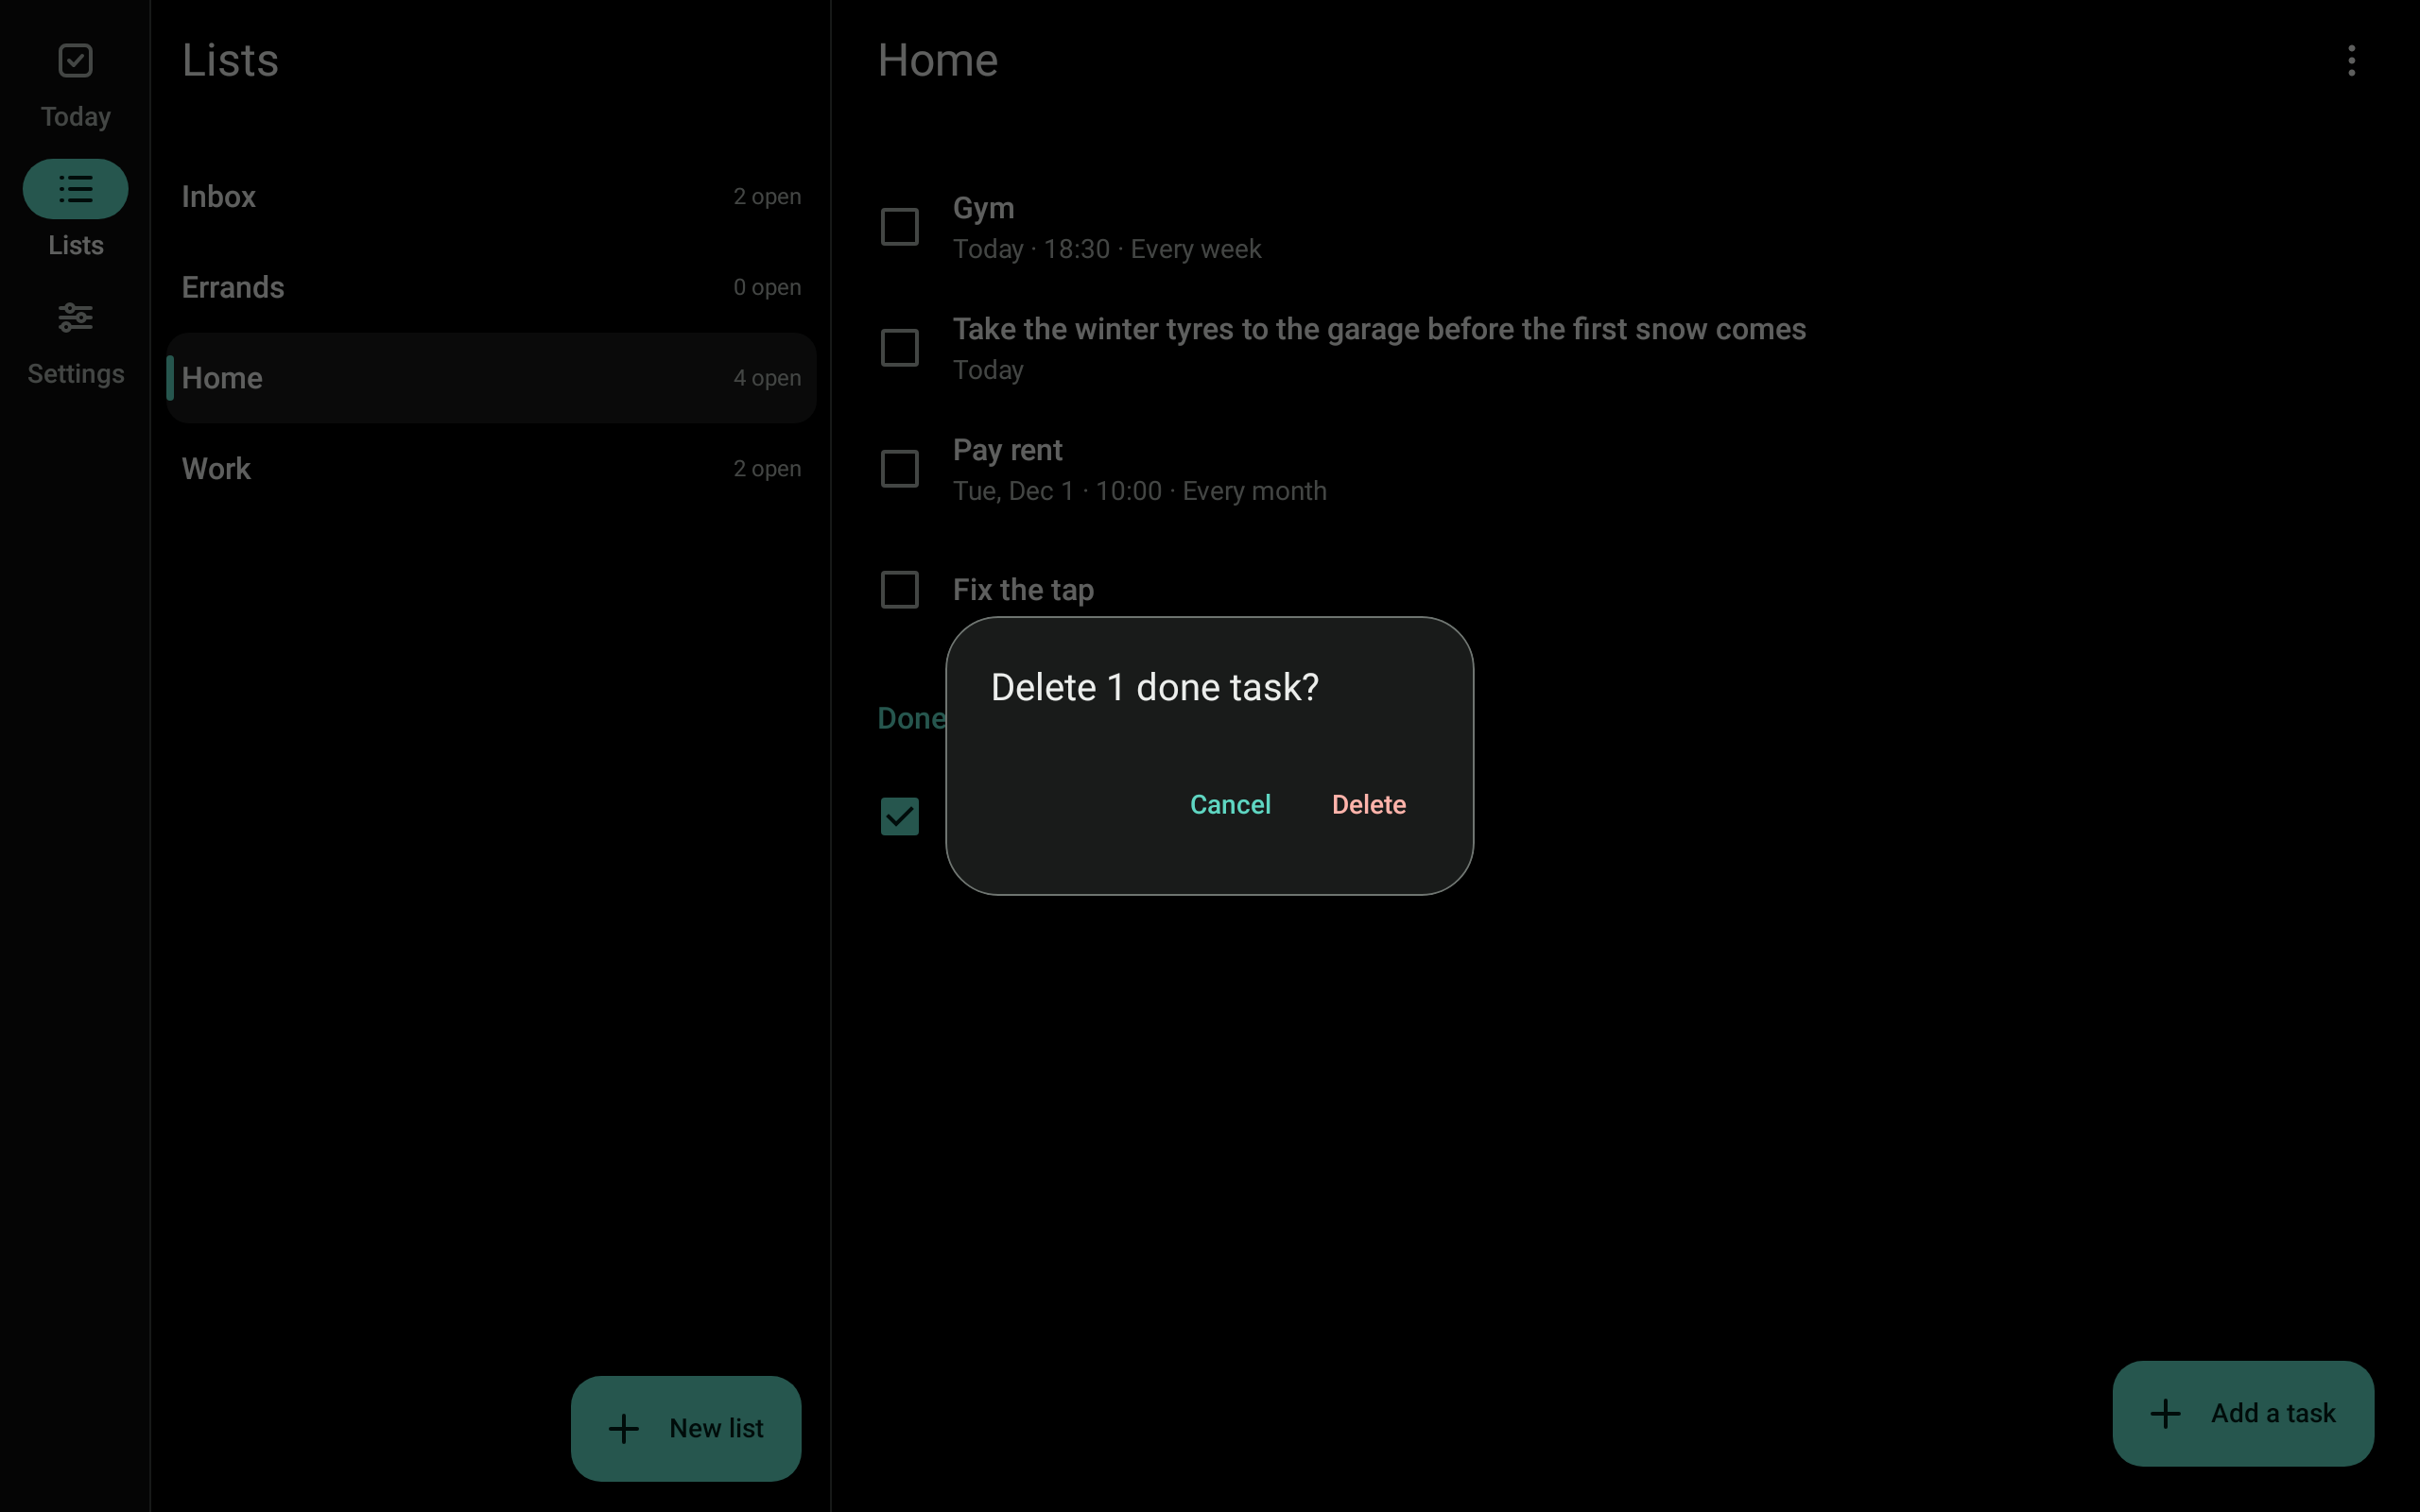 Today
Lists
Settings
Lists
Inbox
2 open
Errands
0 open
Home
4 open
Work
2 open
New list
Home
Gym
Today · 18:30 · Every week
Take the winter tyres to the garage before the first snow comes
Today
Pay rent
Tue, Dec 1 · 10:00 · Every month
Fix the tap
Done
Delete 1 done task?
Cancel
Delete
Add a task